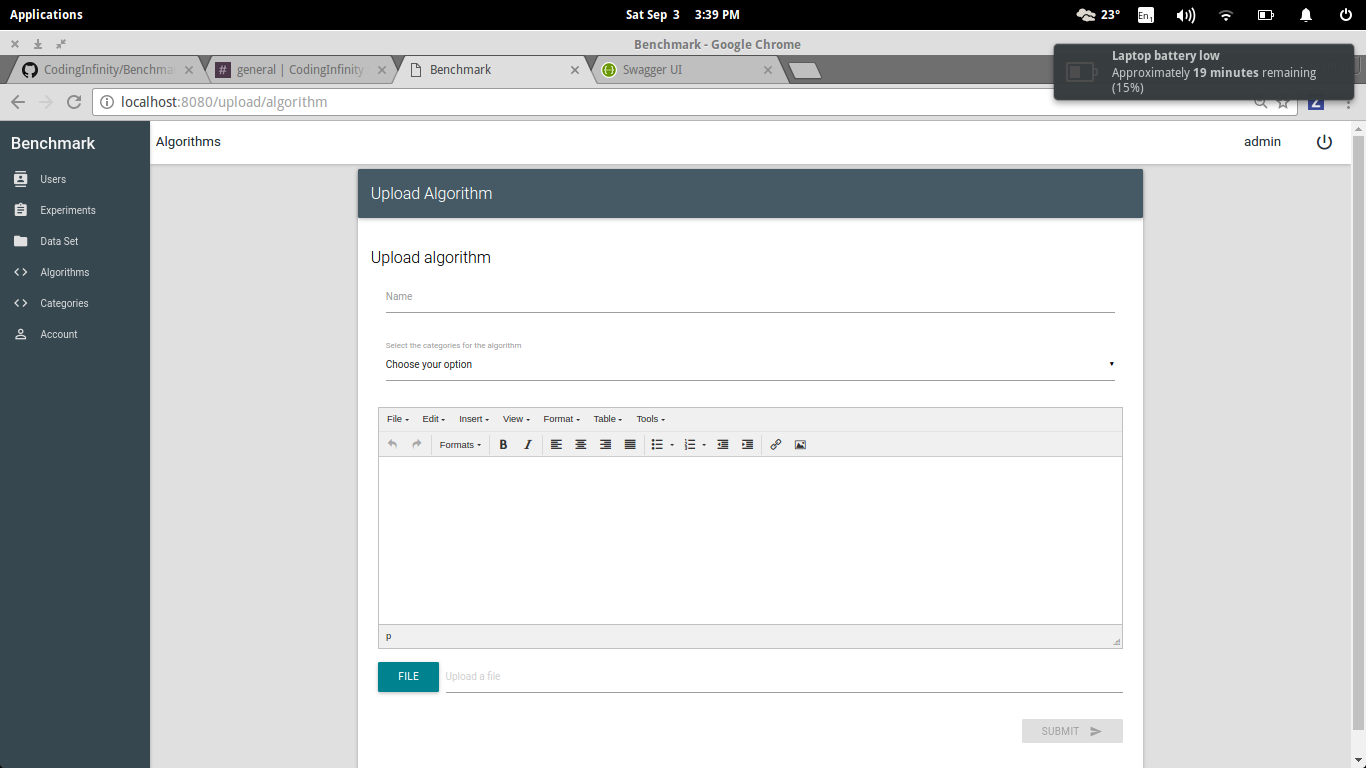 Applications
Sat Sep 3 3:39 PM
23°
En1
Benchmark - Google Chrome
Laptop battery low
Approximately 19 minutes remaining
(15%)
CodingInfinity/Benchma
general | CodingInfinity
Benchmark
Swagger UI
localhost:8080/upload/algorithm
Z
Benchmark
Users
Experiments
Data Set
Algorithms
Categories
Account
Algorithms
admin
Upload Algorithm
Upload algorithm
Name
Select the categories for the algorithm
Choose your option
File Edit Insert View Format Table Tools
Formats B I
p
FILE
Upload a file
SUBMIT